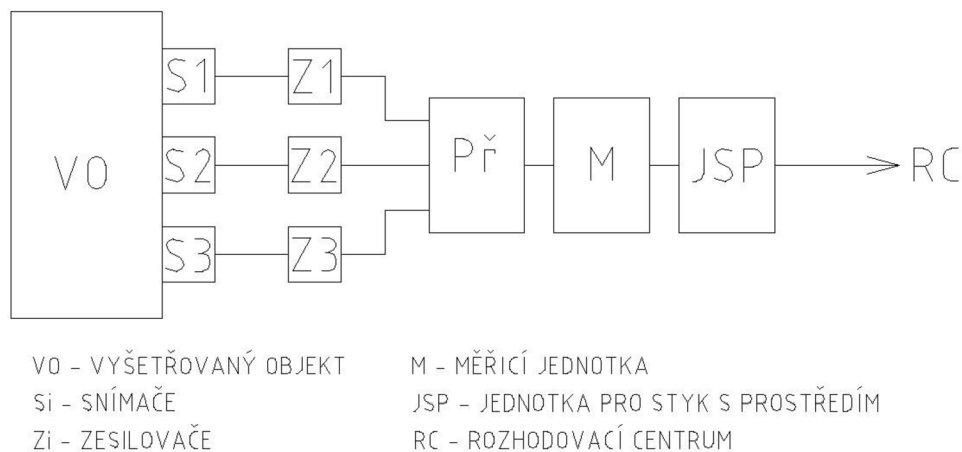 VO
S1
Z1
S2
Z2
S3
Z3
Př
M
JSP
RC
VO – VYŠETŘOVANÝ OBJEKT
Si – SNÍMAČE
Zi – ZESILOVAČE
M – MĚŘICÍ JEDNOTKA
JSP – JEDNOTKA PRO STYK S PROSTŘEDÍM
RC – ROZHODOVACÍ CENTRUM